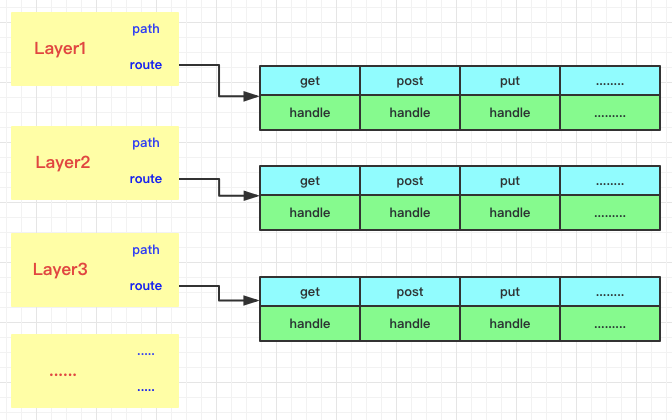 path
Layer1
route
get post put ........
handle handle handle .........
path
Layer2
route
get post put ........
handle handle handle .........
path
Layer3
route
get post put ........
handle handle handle .........
.....
......
.....